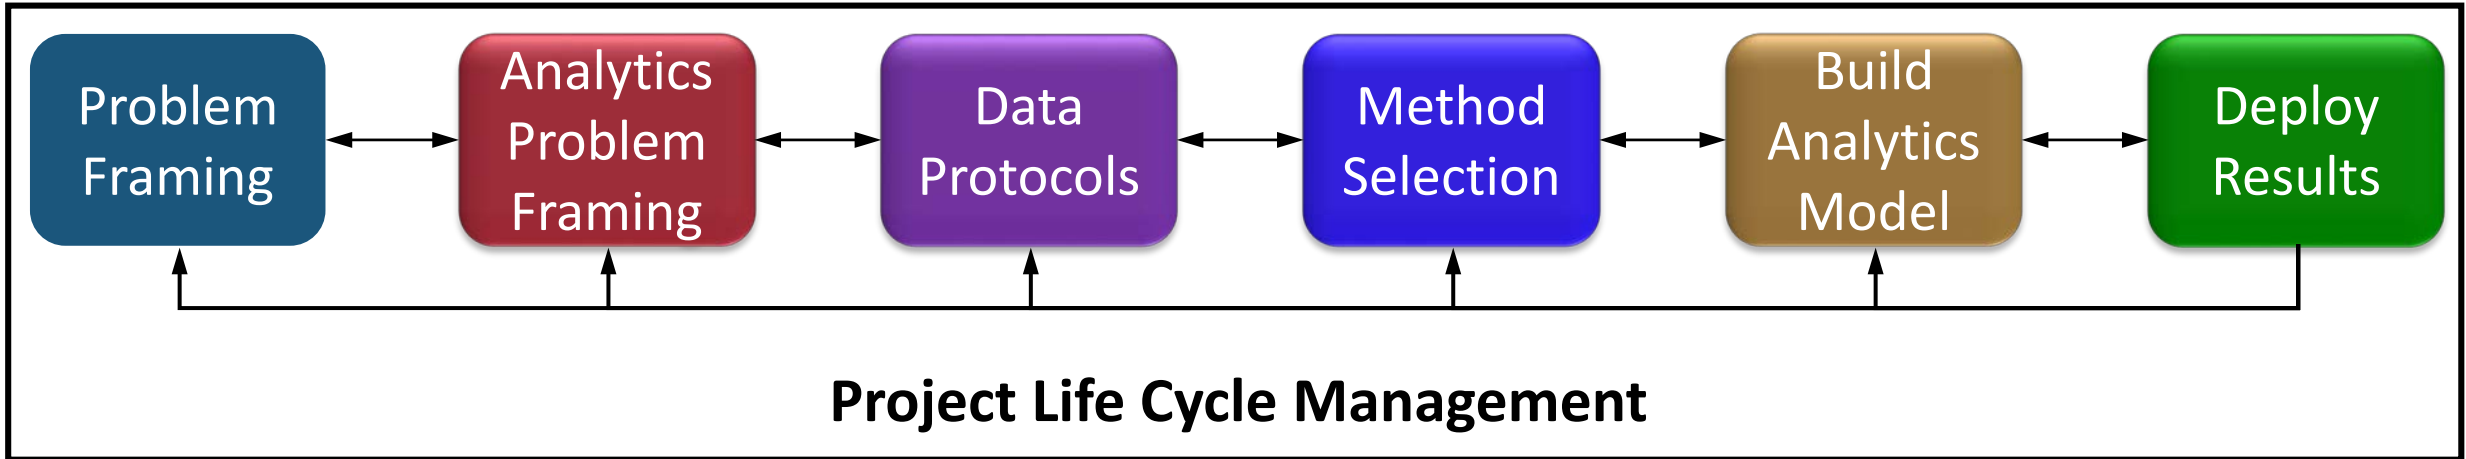 Problem
Framing
Analytics
Problem
Framing
Data
Protocols
Method
Selection
Build
Analytics
Model
Deploy
Results
Project Life Cycle Management